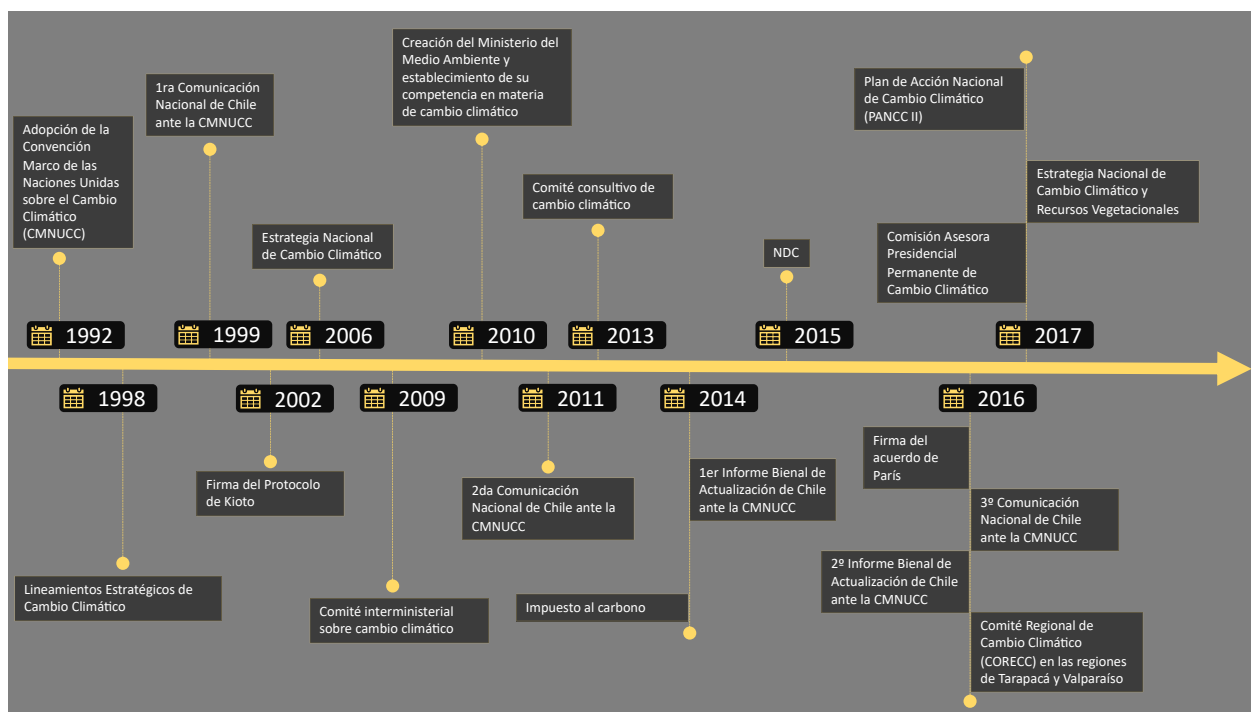 Adopción de la
Convención
Marco de las
Naciones Unidas
sobre el Cambio
Climático
(CMNUCC)
1992
1ra Comunicación
Nacional de Chile
ante la CMNUCC
1999
Estrategia Nacional
de Cambio Climático
2006
Creación del Ministerio del
Medio Ambiente y
establecimiento de su
competencia en materia
de cambio climático
2010
Comité consultivo de
cambio climático
2013
NDC
2015
Plan de Acción Nacional
de Cambio Climático
(PANCC II)
Estrategia Nacional de
Cambio Climático y
Recursos Vegetacionales
Comisión Asesora
Presidencial
Permanente de
Cambio Climático
2017
1998
Lineamientos Estratégicos de
Cambio Climático
2002
Firma del Protocolo
de Kioto
2009
Comité interministerial
sobre cambio climático
2011
2da Comunicación
Nacional de Chile ante la
CMNUCC
2014
1er Informe Bienal de
Actualización de Chile
ante la CMNUCC
Impuesto al carbono
2016
Firma del
acuerdo de
París
3º Comunicación
Nacional de Chile
ante la CMNUCC
2º Informe Bienal de
Actualización de Chile
ante la CMNUCC
Comité Regional de
Cambio Climático
(CORECC) en las regiones
de Tarapacá y Valparaíso